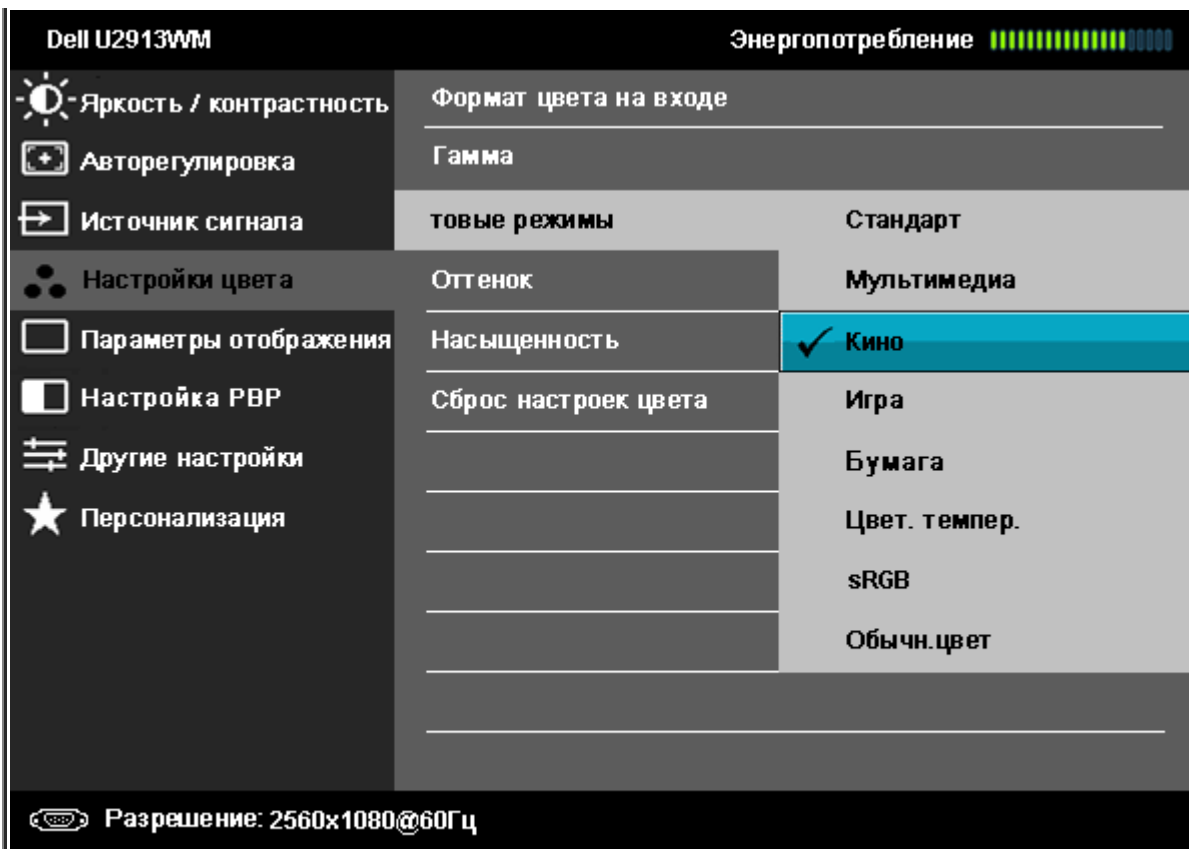 Dell U2913WM
Энергопотребление
Яркость / контрастность
Авторегулировка
Источник сигнала
Настройки цвета
Параметры отображения
Настройка PBP
Другие настройки
Персонализация
Формат цвета на входе
Гамма
товые режимы
Оттенок
Насыщенность
Сброс настроек цвета
Стандарт
Мультимедиа
Кино
Игра
Бумага
Цвет. темпер.
sRGB
Обычн.цвет
Разрешение: 2560x1080@60Гц